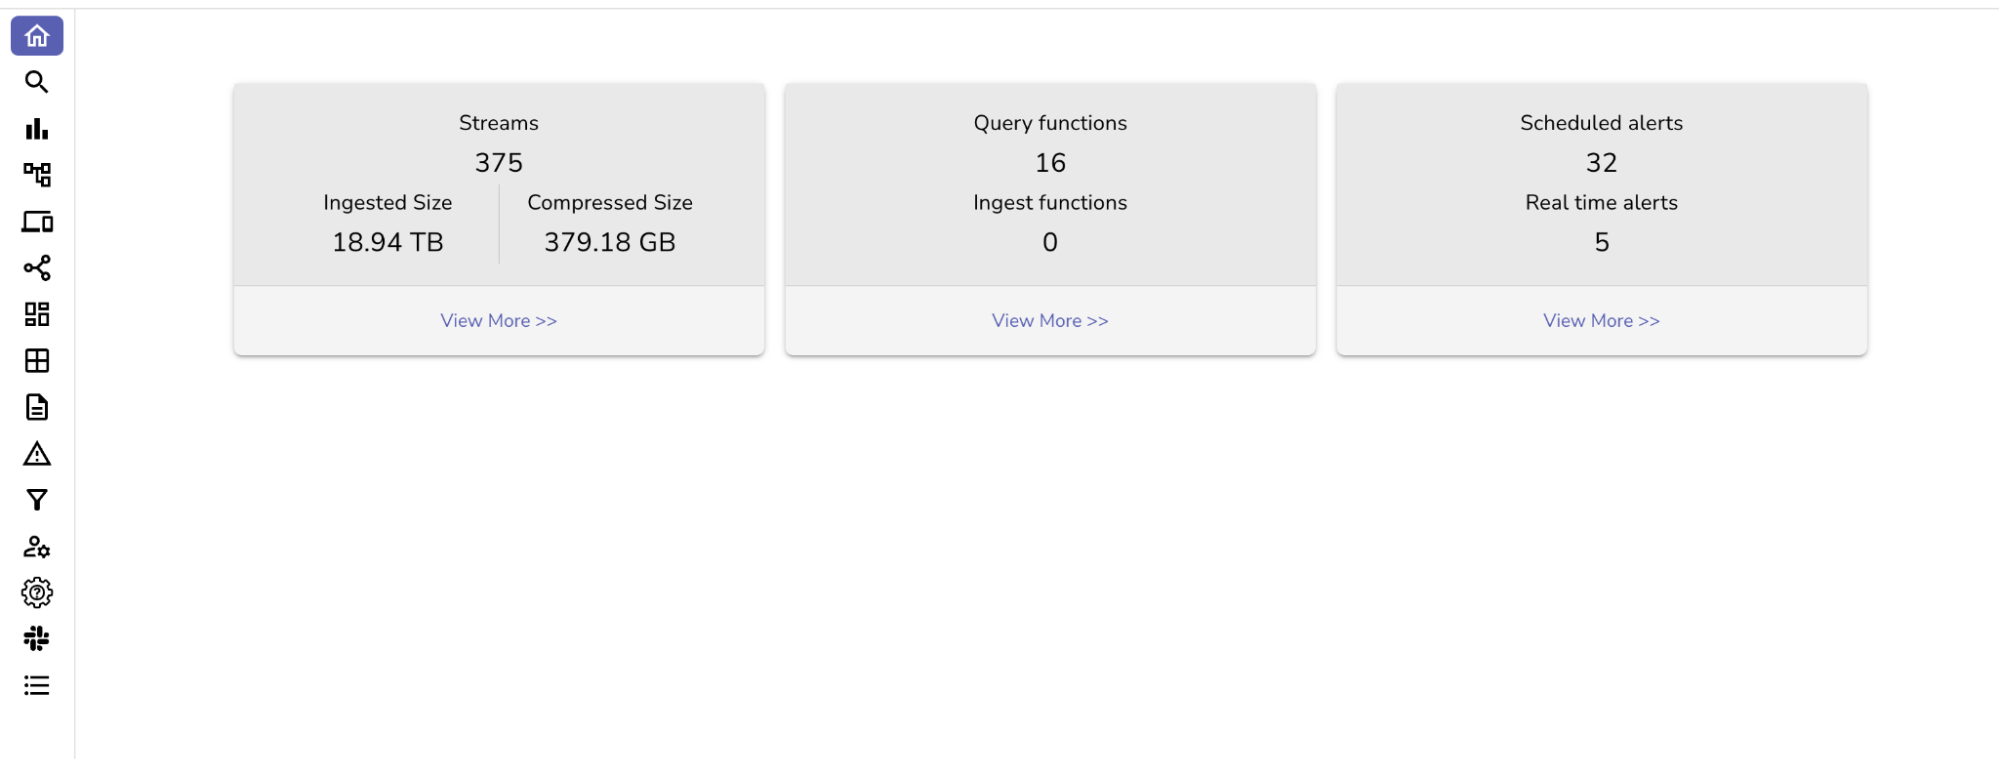 Streams
375
Ingested Size
18.94 TB
Compressed Size
379.18 GB
View More >>
Query functions
16
Ingest functions
0
View More >>
Scheduled alerts
32
Real time alerts
5
View More >>